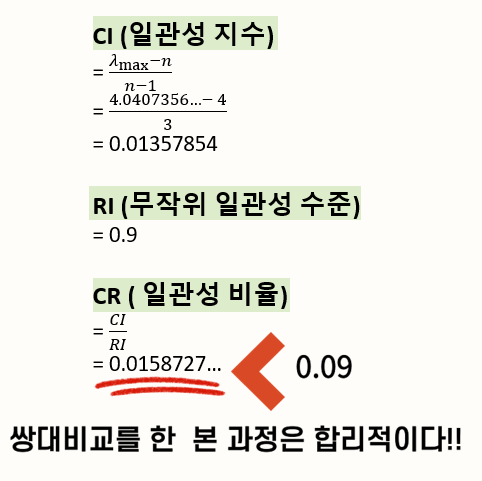 CI (일관성 지수)
= λmax−n / n−1
= 4.0407356...− 4 / 3
= 0.01357854
RI (무작위 일관성 수준)
= 0.9
CR ( 일관성 비율)
= CI / RI
= 0.0158727... < 0.09
쌍대비교를 한 본 과정은 합리적이다!!